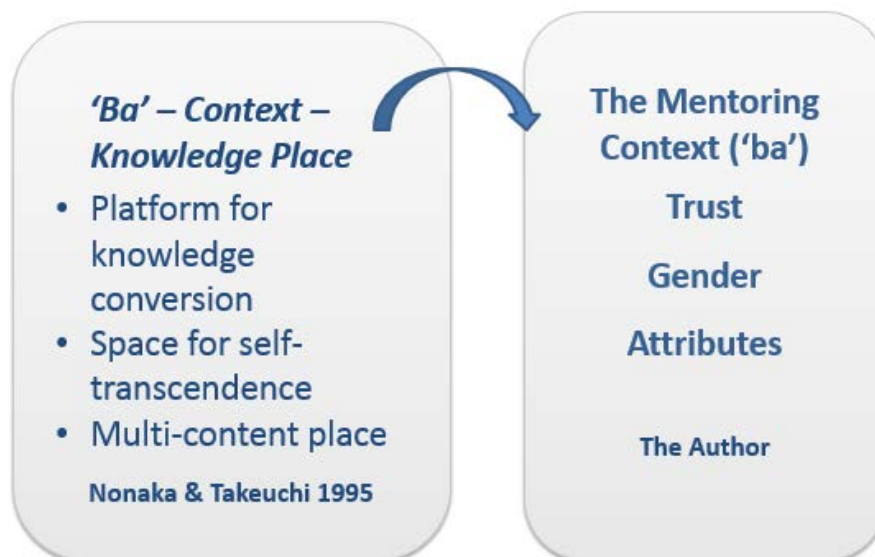 ‘Ba’ – Context –
Knowledge Place
• Platform for
knowledge
conversion
• Space for self-
transcendence
• Multi-content place
Nonaka & Takeuchi 1995
The Mentoring
Context (‘ba’)
Trust
Gender
Attributes
The Author